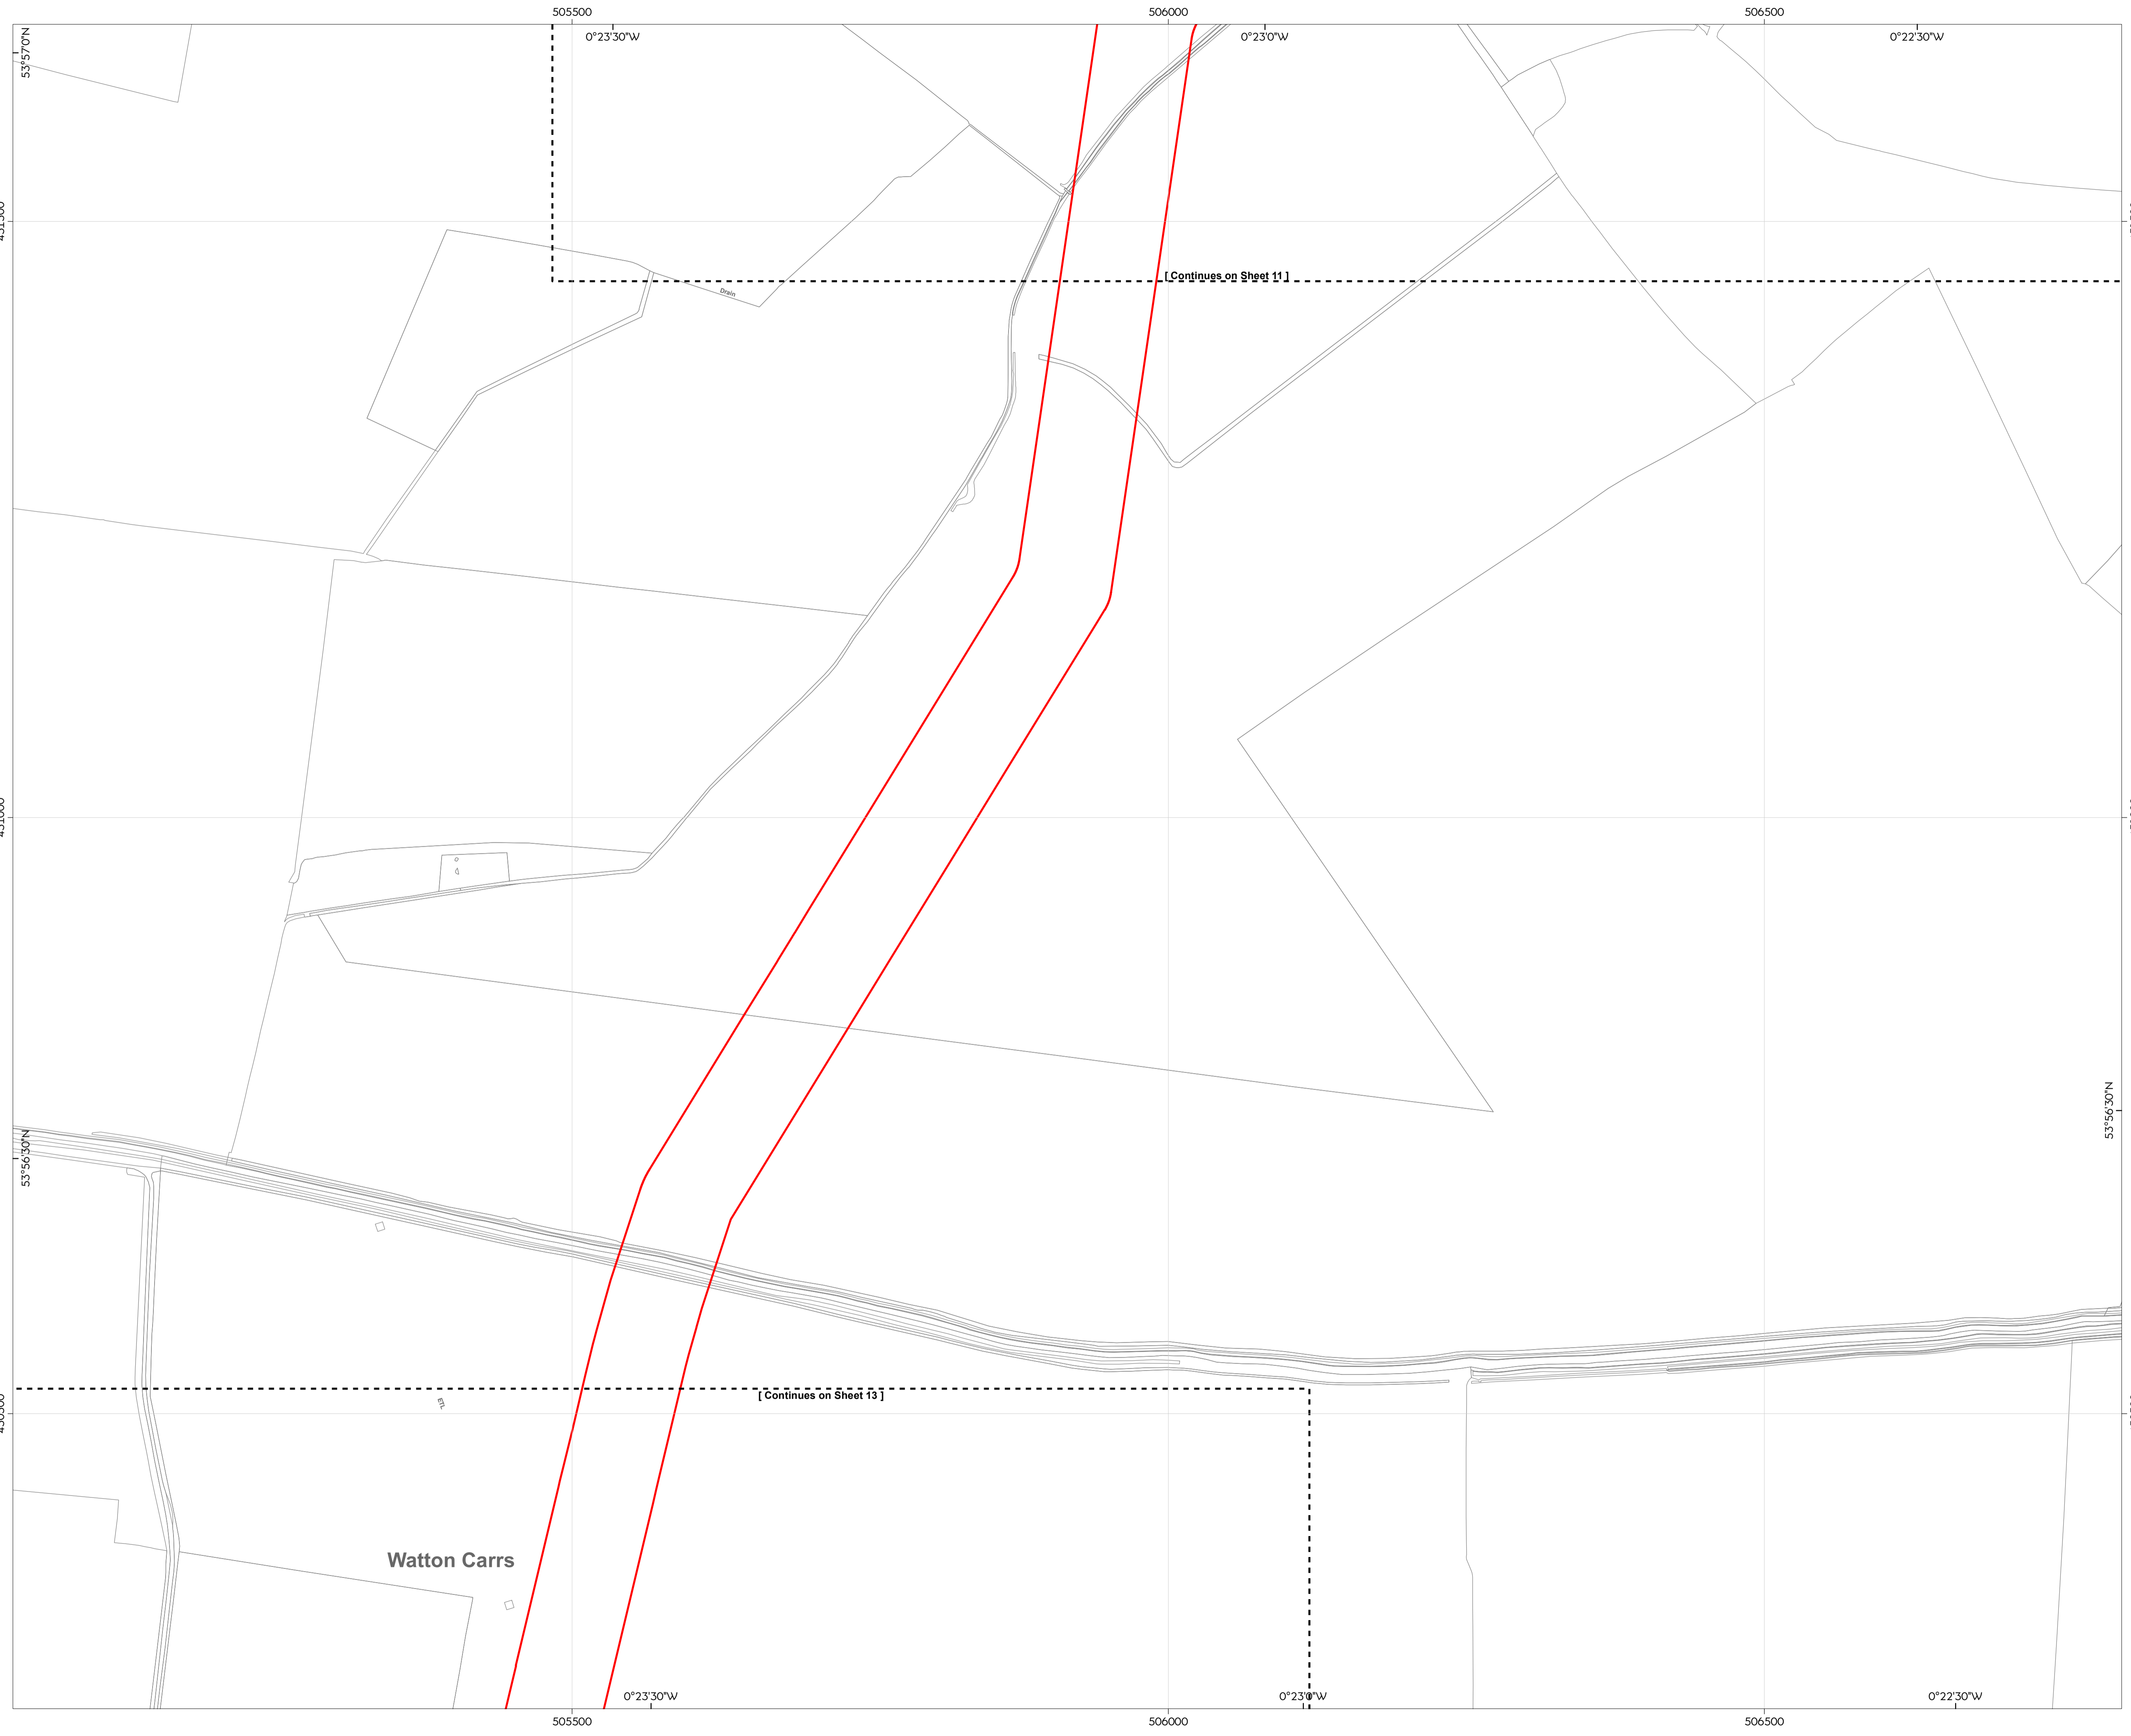 505500
506000
506500
0°23'30"W
0°23'0"W
0°22'30"W
53°57'0"N
[ Continues on Sheet 11 ]
Drain
53°56'30"N
53°56'30"N
[ Continues on Sheet 13 ]
ETL
Watton Carrs
0°23'30"W
0°23'0"W
0°22'30"W
505500
506000
506500